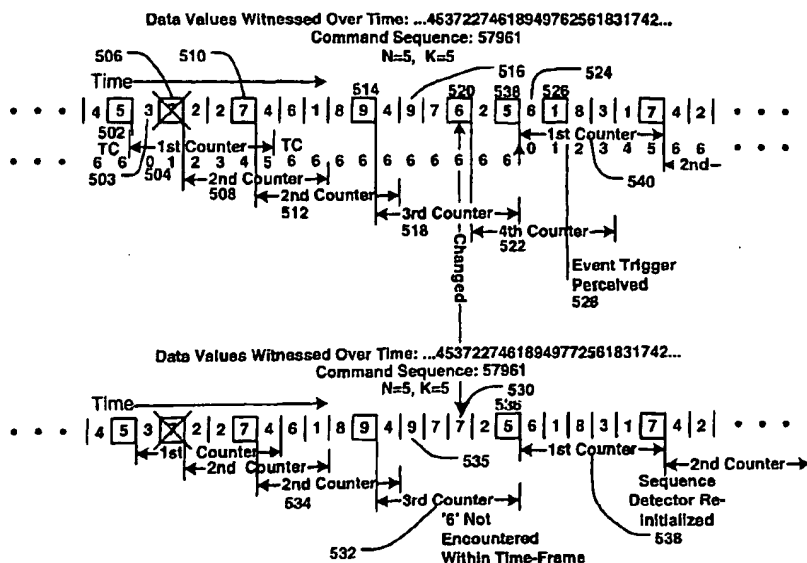 Data Values Witnessed Over Time: ...45372274618949762561831742...
Command Sequence: 57961
N=5, K=5
506
510
516
524
Time
514
520
538
526
4 5 3 7 2 2 7 4 6 1 8 9 4 9 7 6 2 5 6 1 8 3 1 7 4 2
502
TC
1st Counter
TC
1st Counter
503
6 6 0 1 2 3 4 5 6 6 6 6 6 6 6 6 6 6 0 1 2 3 4 5 6 6
504
2nd Counter
508
2nd Counter
512
540
2nd
3rd Counter
518
4th Counter
522
Changed
Event Trigger
Perceived
528
Data Values Witnessed Over Time: ...45372274618949772561831742...
Command Sequence: 57961
N=5, K=5
530
Time
536
4 5 3 7 2 2 7 4 6 1 8 9 4 9 7 7 2 5 6 1 8 3 1 7 4 2
1st Counter
535
1st Counter
2nd Counter
2nd Counter
2nd Counter
534
3rd Counter
Sequence
Detector Re-
initialized
538
'6' Not
Encountered
Within Time-Frame
532